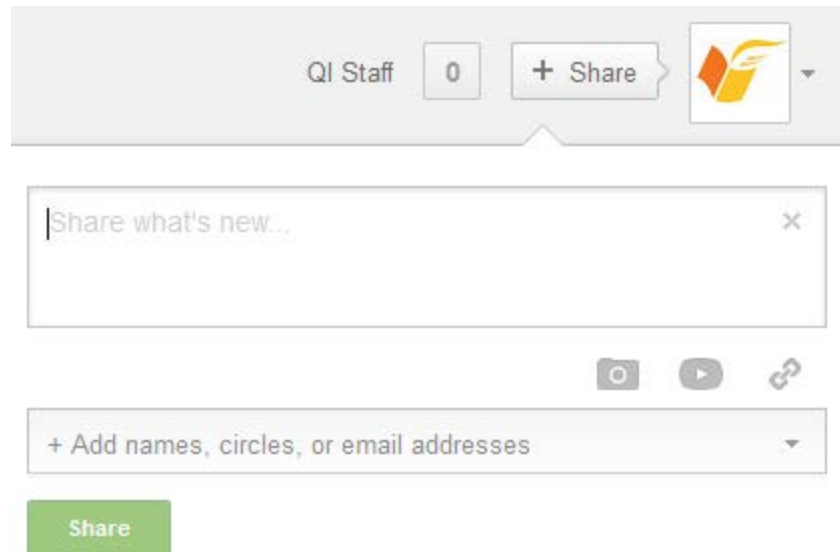 QI Staff 0 + Share
Share what's new...
+ Add names, circles, or email addresses
Share